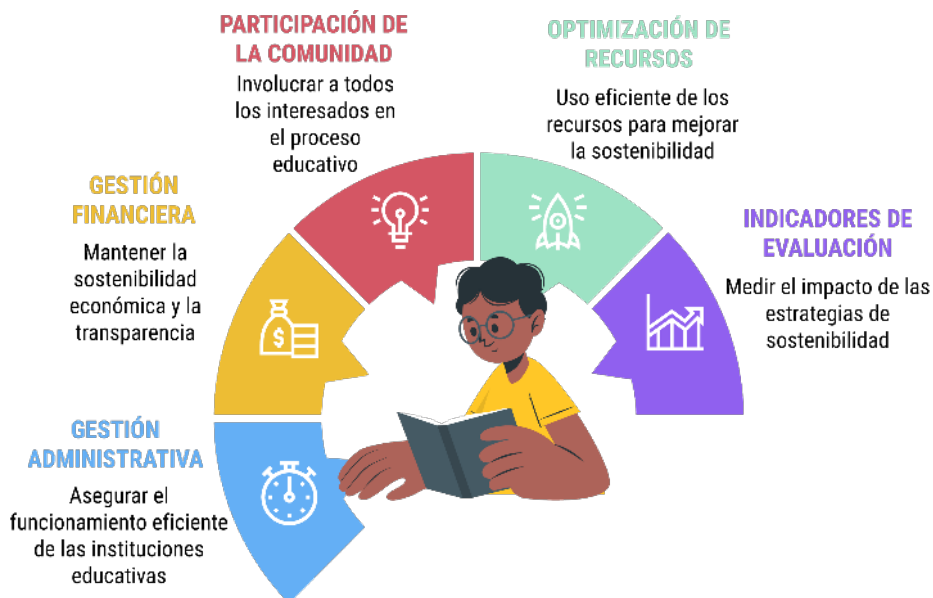 PARTICIPACIÓN DE
LA COMUNIDAD
Involucrar a todos
los interesados en
el proceso
educativo
OPTIMIZACIÓN DE
RECURSOS
Uso eficiente de los
recursos para mejorar
la sostenibilidad
GESTIÓN
FINANCIERA
Mantener la
sostenibilidad
económica y la
transparencia
$
INDICADORES DE
EVALUACIÓN
Medir el impacto de las
estrategias de
sostenibilidad
GESTIÓN
ADMINISTRATIVA
Asegurar el
funcionamiento eficiente
de las instituciones
educativas